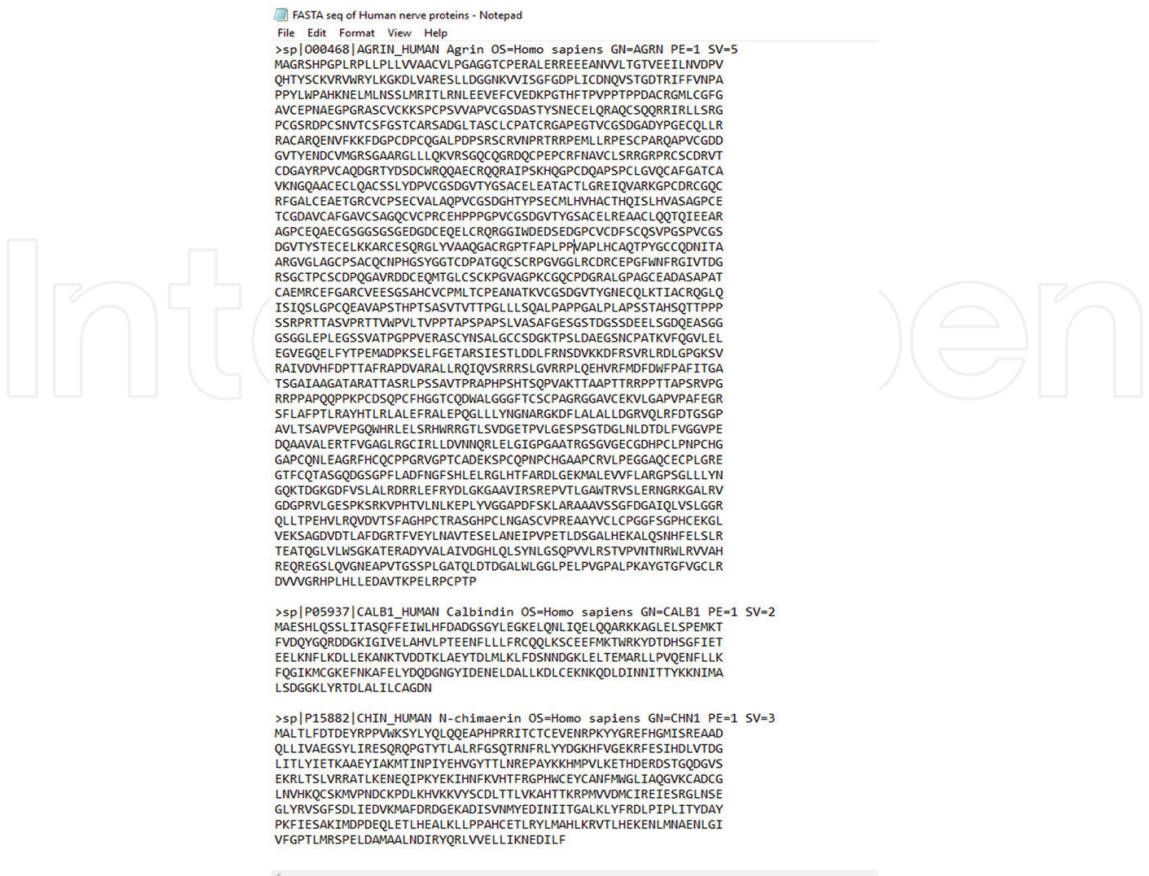 FASTA seq of Human nerve proteins - Notepad
File Edit Format View Help
>sp|O00468|AGRIN_HUMAN Agrin OS=Homo sapiens GN=AGRN PE=1 SV=5
MAGRSHPGPLRPLLPLLVVAACVLPGAGGTCPERALERREEEANVVLTGTVEEILNVDPV
QHTYSCKVRVWRYLKGKDLVARESLLDGGNKVVISGFGDPLICDNQVSTGDTRIFFVNPA
PPYLWPAHKNELMLNSSLMRITLRNLEEVEFCVEDKPGTHFTPVPPTPPDACRGMLCGFG
AVCEPNAEGPGRASCVCKKSPCPSVVAPVCGSDASTYSNECELQRAQCSQQRRIRLLSRG
PCGSRDPCSNVTCSFGSTCARSADGLTASCLCPATCRGAPEGTVCGSDGADYPGECQLLR
RACARQENVFKKFDGPCDPCQGALPDPSRSCRVNPRTRRPEMLLRPESCPARQAPVCGDD
GVTYENDCVMGRSGAARGLLLQKVRSGQCQGRDQCPEPCRFNAVCLSRRGRPRCSCDRVT
CDGAYRPVCAQDGRTYDSDCWRQQAECRQQRAIPSKHQGPCDQAPSPCLGVQCAFGATCA
VKNGQAACECLQACSSLYDPVCGSDGVTYGSACELEATACTLGREIQVARKGPCDRCGQC
RFGALCEAETGRCVCPSECVALAQPVCGSDGHTYPSECMLHVHACTHQISLHVASAGPCE
TCGDAVCAFGAVCSAGQCVCPRCEHPPPGPVCGSDGVTYGSACELREAACLQQTQIEEAR
AGPCEQAECGSGGSGSGEDGDCEQELCRQRGGIWDEDSEDGPCVCDFSCQSVPGSPVCGS
DGVTYSTECELKKARCESQRGLYVAAQGACRGPTFAPLPPVAPLHCAQTPYGCCQDNITA
ARGVGLAGCPSACQCNPHGSYGGTCDPATGQCSCRPGVGGLRCDRCEPGFWNFRGIVTDG
RSGCTPCSCDPQGAVRDDCEQMTGLCSCKPGVAGPKCGQCPDGRALGPAGCEADASAPAT
CAEMRCEFGARCVEESGSAHCVCPMLTCPEANATKVCGSDGVTYGNECQLKTIACRQGLQ
ISIQSLGPCQEAVAPSTHPTSASVTVTTPGLLLSQALPAPPGALPLAPSSTAHSQTTPPP
SSRPRTTASVPRTTVWPVLTVPPTAPSPAPSLVASAFGESGSTDGSSDEELSGDQEASGG
GSGGLEPLEGSSVATPGPPVERASCYNSALGCCSDGKTPSLDAEGSNCPATKVFQGVLEL
EGVEGQELFYTPEMADPKSELFGETARSIESTLDDLFRNSDVKKDFRSVRLRDLGPGKSV
RAIVDVHFDPTTAFRAPDVARALLRQIQVSRRRSLGVRRPLQEHVRFMDFDWFPAFITGA
TSGAIAAGATARATTASRLPSSAVTPRAPHPSHTSQPVAKTTAAPTTRRPPTTAPSRVPG
RRPPAPQQPPKPCDSQPCFHGGTCQDWALGGGFTCSCPAGRGGAVCEKVLGAPVPAFEGR
SFLAFPTLRAYHTLRLALEFRALEPQGLLLYNGNARGKDFLALALLDGRVQLRFDTGSGP
AVLTSAVPVEPGQWHRLELSRHWRRGTLSVDGETPVLGESPSGTDGLNLDTDLFVGGVPE
DQAAVALERTFVGAGLRGCIRLLDVNNQRLELGIGPGAATRGSGVGECGDHPCLPNPCHG
GAPCQNLEAGRFHCQCPPGRVGPTCADEKSPCQPNPCHGAAPCRVLPEGGAQCECPLGRE
GTFCQTASGQDGSGPFLADFNGFSHLELRGLHTFARDLGEKMALEVVFLARGPSGLLLYN
GQKTDGKGDFVSLALRDRRLEFRYDLGKGAAVIRSREPVTLGAWTRVSLERNGRKGALRV
GDGPRVLGESPKSRKVPHTVLNLKEPLYVGGAPDFSKLARAAAVSSGFDGAIQLVSLGGR
QLLTPEHVLRQVDVTSFAGHPCTRASGHPCLNGASCVPREAAYVCLCPGGFSGPHCEKGL
VEKSAGDVDTLAFDGRTFVEYLNAVTESELANEIPVPETLDSGALHSEKALQSNHFELSLR
TEATQGLVLWSGKATERADYVALAIVDGHLQLSYNLGSQPVVLRSTVPVNTNRWLRVVAH
REQREGSLQVGNEAPVTGSSPLGATQLDTDGALWLGGLPELPVGPALPKAYGTGFVGCLR
DVVVGRHPLHLLEDAVTKPELRPCPTP
>sp|P05937|CALB1_HUMAN Calbindin OS=Homo sapiens GN=CALB1 PE=1 SV=2
MAESHLQSSLITASQFFEIWLHFDADGSGYLEGKELQNLIQELQQARKKAGLELSPEMKT
FVDQYGQRDDGKIGIVELAHVLPTEENFLLLFRCQQLKSCEEFMKTWRKYDTDHSGFIET
EELKNFLKDLLEKANKTVDDTKLAEYTDLMLKLFDSNNDGKLELTEMARLLPVQENFLLK
FQGIKMCGKEFNKAFELYDQDGNGYIDENELDALLKDLCEKNKQDLDINNITTYKKNIMA
LSDGGKLYRTDLALILCAGDN
>sp|P15882|CHIN_HUMAN N-chimaerin OS=Homo sapiens GN=CHN1 PE=1 SV=3
MALTLFDTDEYRPPVWKSYLYQLQQEAPHPRRITCTCEVENRPKYYGREFHGMISREAAD
QLLIVAEGSYLIRESQRQPGTYTLALRFGSQTRNFRLYYDGKHFVGEKRFESIHDLVTDG
LITLYIETKAAEYIAKMTINPIYEHVGYTTLNREPAYKKHMPVLKETHDERDSTGQDGVS
EKRLTSLVRRATLKENEQIPKYEKIHNFKVHTFRGPHWCEYCANFMWGLIAQGVKCADCG
LNVHKQCSKMVPNDCKPDLKHVKKVYSCDLTTLVKAHTTKRPMVVDMCIREIESRGLNSE
GLYRVSGFSDLIEDVKMAFDRDGEKADISVNMYEDINIITGALKLYFRDLPIPLITYDAY
PKFIESAKIMDPDEQLETLHEALKLLPPAHCETLRYLMAHLKRVTLHEKENLMNAENLGI
VFGPTLMRSPELDAMAALNDIRYQRLVVELLIKNEDILF